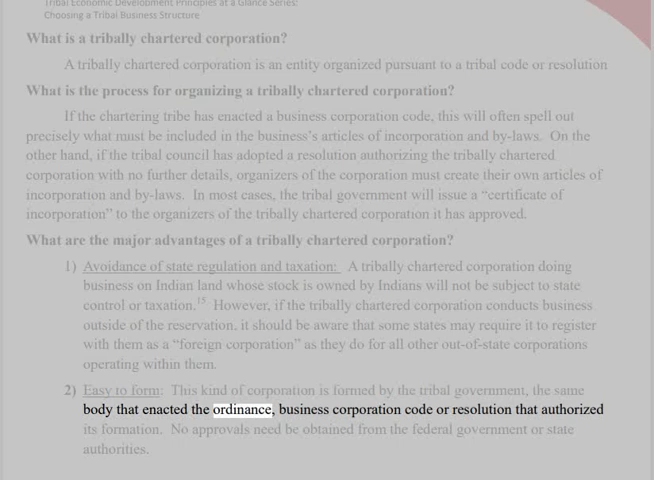 Tribal Economic Development Principles at a Glance Series:
Choosing a Tribal Business Structure
What is a tribally chartered corporation?
A tribally chartered corporation is an entity organized pursuant to a tribal code or resolution
What is the process for organizing a tribally chartered corporation?
If the chartering tribe has enacted a business corporation code, this will often spell out
precisely what must be included in the business's articles of incorporation and by-laws. On the
other hand, if the tribal council has adopted a resolution authorizing the tribally chartered
corporation with no further details, organizers of the corporation must create their own articles of
incorporation and by-laws. In most cases, the tribal government will issue a “certificate of
incorporation” to the organizers of the tribally chartered corporation it has approved.
What are the major advantages of a tribally chartered corporation?
1) Avoidance of state regulation and taxation: A tribally chartered corporation doing
business on Indian land whose stock is owned by Indians will not be subject to state
control or taxation.15 However, if the tribally chartered corporation conducts business
outside of the reservation, it should be aware that some states may require it to register
with them as a “foreign corporation” as they do for all other out-of-state corporations
operating within them.
2) Easy to form: This kind of corporation is formed by the tribal government, the same
body that enacted the ordinance, business corporation code or resolution that authorized
its formation. No approvals need be obtained from the federal government or state
authorities.